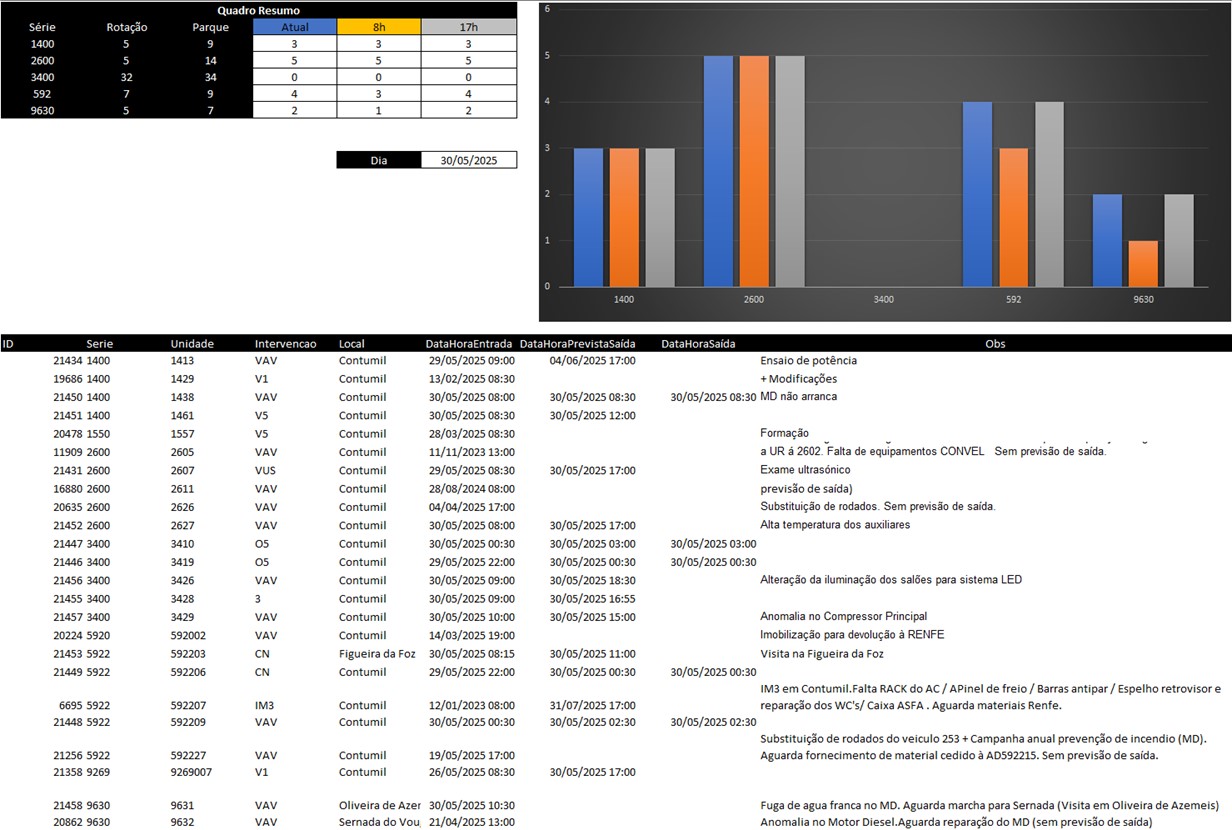 Quadro Resumo
Série Rotação Parque Atual 8h 17h
1400 5 9 3 3 3
2600 5 14 5 5 5
3400 32 34 0 0 0
592 7 9 4 3 4
9630 5 7 2 1 2
Dia 30/05/2025
6
5
4
3
2
1
0
1400 2600 3400 592 9630
ID Serie Unidade Intervencao Local DataHoraEntrada DataHoraPrevistaSaída DataHoraSaída Obs
21434 1400 1413 VAV Contumil 29/05/2025 09:00 04/06/2025 17:00 Ensaio de potência
19686 1400 1429 V1 Contumil 13/02/2025 08:30 + Modificações
21450 1400 1438 VAV Contumil 30/05/2025 08:00 30/05/2025 08:30 30/05/2025 08:30 MD não arranca
21451 1400 1461 V5 Contumil 30/05/2025 08:30 30/05/2025 12:00
20478 1550 1557 V5 Contumil 28/03/2025 08:30 Formação
11909 2600 2605 VAV Contumil 11/11/2023 13:00 a UR á 2602. Falta de equipamentos CONVEL Sem previsão de saída.
21431 2600 2607 VUS Contumil 29/05/2025 08:30 30/05/2025 17:00 Exame ultrasónico
16880 2600 2611 VAV Contumil 28/08/2024 08:00 previsão de saída)
20635 2600 2626 VAV Contumil 04/04/2025 17:00 Substituição de rodados. Sem previsão de saída.
21452 2600 2627 VAV Contumil 30/05/2025 08:00 30/05/2025 17:00 Alta temperatura dos auxiliares
21447 3400 3410 O5 Contumil 30/05/2025 00:30 30/05/2025 03:00 30/05/2025 03:00
21446 3400 3419 O5 Contumil 29/05/2025 22:00 30/05/2025 00:30 30/05/2025 00:30
21456 3400 3426 VAV Contumil 30/05/2025 09:00 30/05/2025 18:30 Alteração da iluminação dos salões para sistema LED
21455 3400 3428 3 Contumil 30/05/2025 09:00 30/05/2025 16:55
21457 3400 3429 VAV Contumil 30/05/2025 10:00 30/05/2025 15:00 Anomalia no Compressor Principal
20224 5920 592002 VAV Contumil 14/03/2025 19:00 Imobilização para devolução à RENFE
21453 5922 592203 CN Figueira da Foz 30/05/2025 08:15 30/05/2025 11:00 Visita na Figueira da Foz
21449 5922 592206 CN Contumil 29/05/2025 22:00 30/05/2025 00:30 30/05/2025 00:30
IM3 em Contumil.Falta RACK do AC / APinel de freio / Barras antipar / Espelho retrovisor e
6695 5922 592207 IM3 Contumil 12/01/2023 08:00 31/07/2025 17:00 reparação dos WC's/ Caixa ASFA . Aguarda materiais Renfe.
21448 5922 592209 VAV Contumil 30/05/2025 00:30 30/05/2025 02:30 30/05/2025 02:30
Substituição de rodados do veiculo 253 + Campanha anual prevenção de incendio (MD).
21256 5922 592227 VAV Contumil 19/05/2025 17:00 Aguarda fornecimento de material cedido à AD592215. Sem previsão de saída.
21358 9269 9269007 V1 Contumil 26/05/2025 08:30 30/05/2025 17:00
21458 9630 9631 VAV Oliveira de Azer 30/05/2025 10:30 Fuga de agua franca no MD. Aguarda marcha para Sernada (Visita em Oliveira de Azemeis)
20862 9630 9632 VAV Sernada do Vou 21/04/2025 13:00 Anomalia no Motor Diesel.Aguarda reparação do MD (sem previsão de saída)